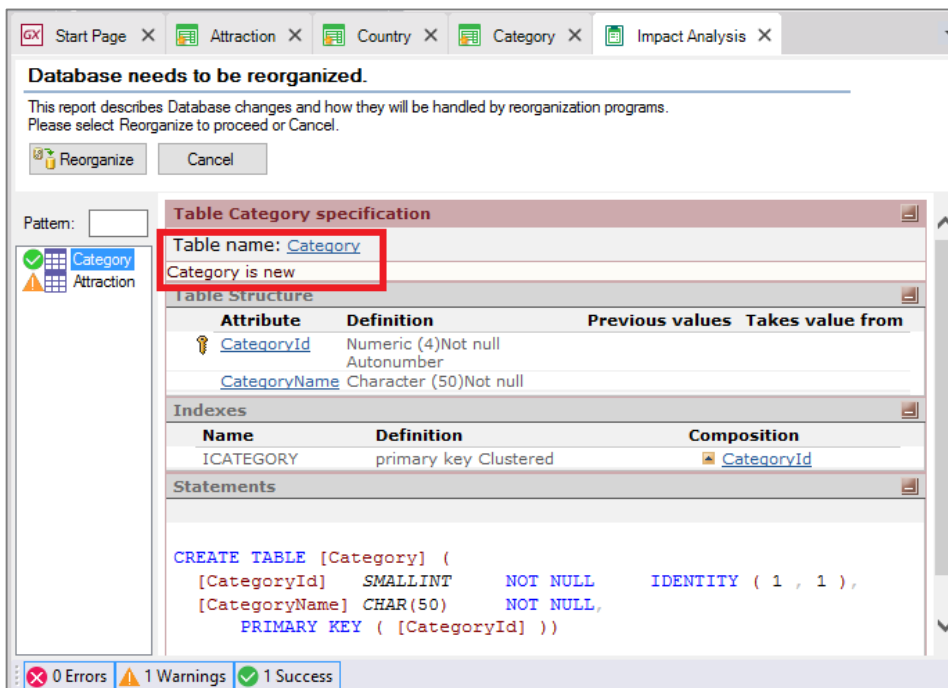 GX Start Page Attraction Country Category Impact Analysis
Database needs to be reorganized.
This report describes Database changes and how they will be handled by reorganization programs.
Please select Reorganize to proceed or Cancel.
Reorganize Cancel
Pattern:
Category
Attraction
Table Category specification
Table name: Category
Category is new
Table Structure
Attribute Definition Previous values Takes value from
CategoryId Numeric (4)Not null
Autonumber
CategoryName Character (50)Not null
Indexes
Name Definition Composition
ICATEGORY primary key Clustered CategoryId
Statements
CREATE TABLE [Category] (
[CategoryId] SMALLINT NOT NULL IDENTITY ( 1 , 1 ),
[CategoryName] CHAR(50) NOT NULL,
PRIMARY KEY ( [CategoryId] ))
0 Errors 1 Warnings 1 Success